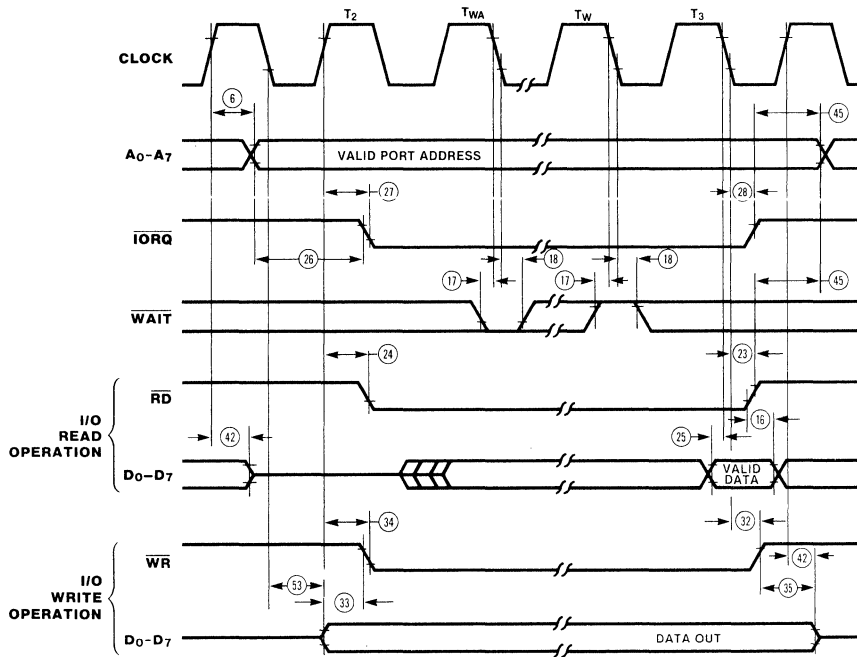 T2 TWA TW T3
CLOCK
6 45
A0-A7 VALID PORT ADDRESS
27 28
IORQ
26 18 18
17 17 45
WAIT
24 23
RD
I/O
READ
OPERATION
16
42 25
D0-D7 VALID
DATA
34 32
WR
42
I/O
WRITE
OPERATION
53 33 35
D0-D7 DATA OUT